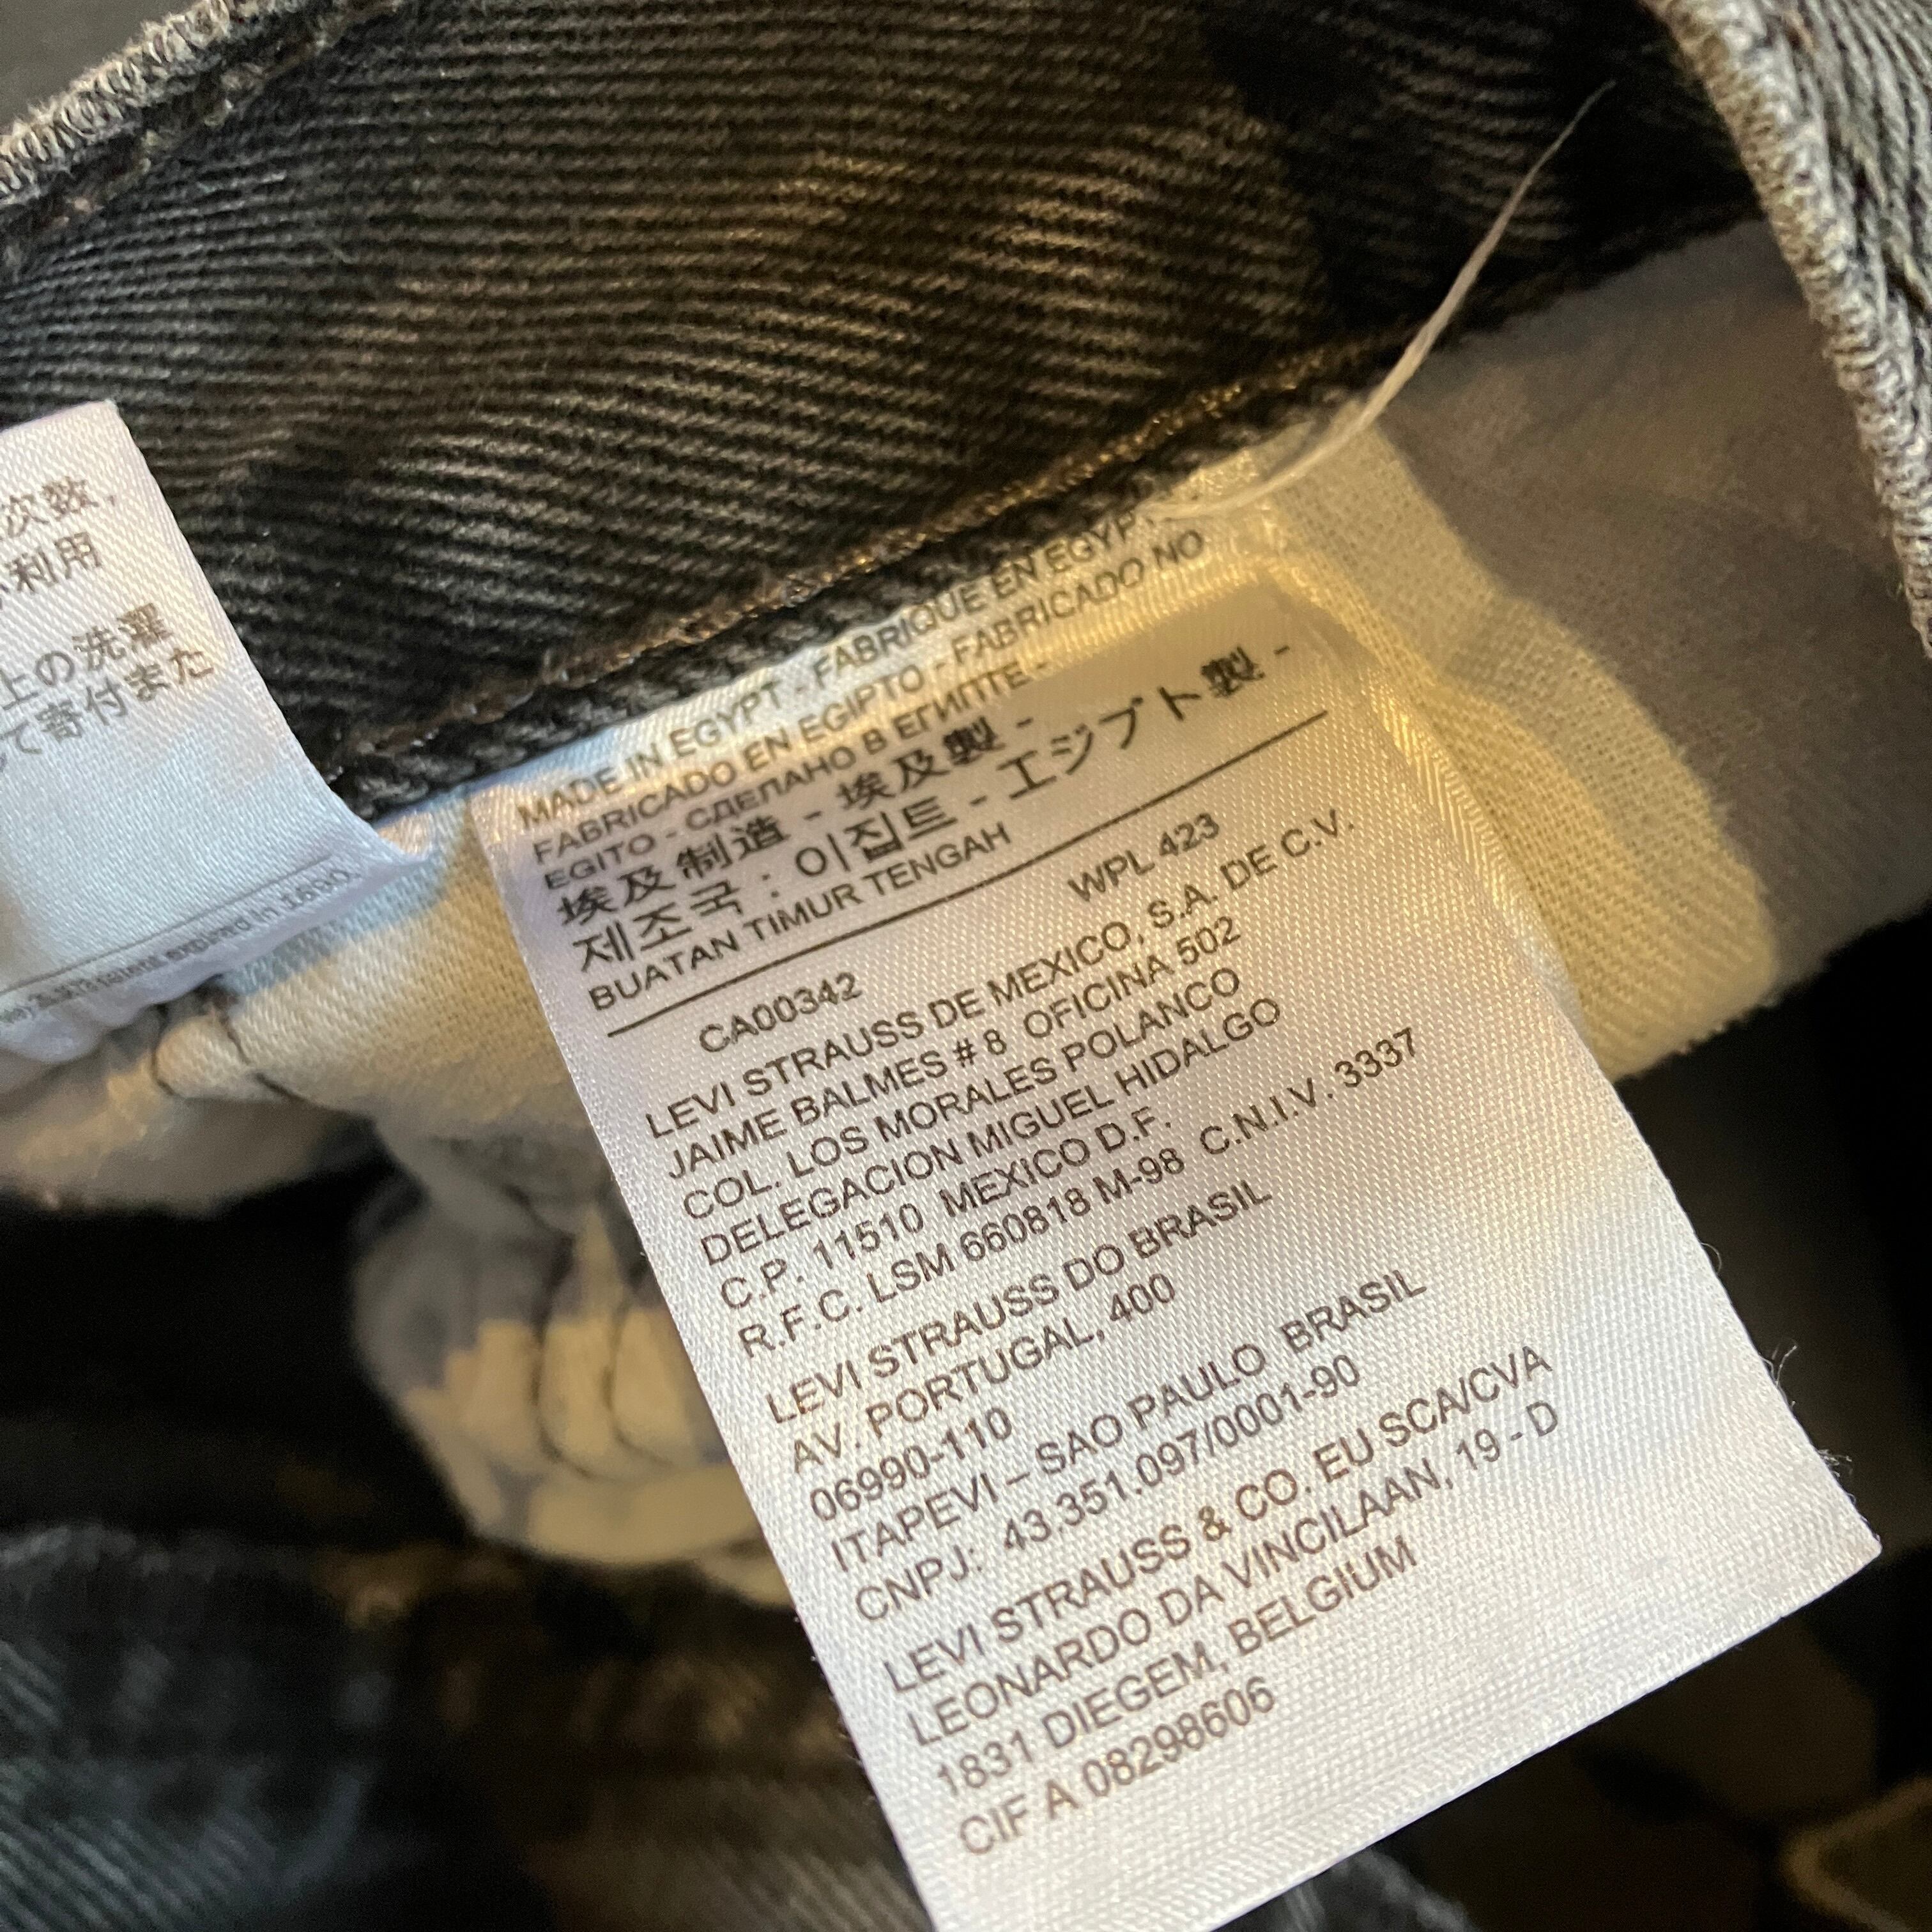 次数,
利用
上の洗濯
て寄付また
MADE IN EGYPT - FABRIQUE EN EGYPTE
FABRICADO EN EGIPTO - FABRICADO NO
EGITO - СДЕЛАНО В ЕГИПТЕ -
埃及制造 - 埃及製 -
제조국 : 이집트 - エジプト製 -
BUATAN TIMUR TENGAH
CA00342 WPL 423
LEVI STRAUSS DE MEXICO, S.A. DE C.V.
JAIME BALMES # 8 OFICINA 502
COL. LOS MORALES POLANCO
DELEGACION MIGUEL HIDALGO
C.P. 11510 MEXICO D.F.
R.F.C. LSM 660818 M-98 C.N.I.V. 3337
LEVI STRAUSS DO BRASIL
AV. PORTUGAL, 400
06990-110
ITAPEVI – SAO PAULO BRASIL
CNPJ: 43.351.097/0001-90
LEVI STRAUSS & CO. EU SCA/CVA
LEONARDO DA VINCILAAN, 19 - D
1831 DIEGEM, BELGIUM
CIF A 08298606